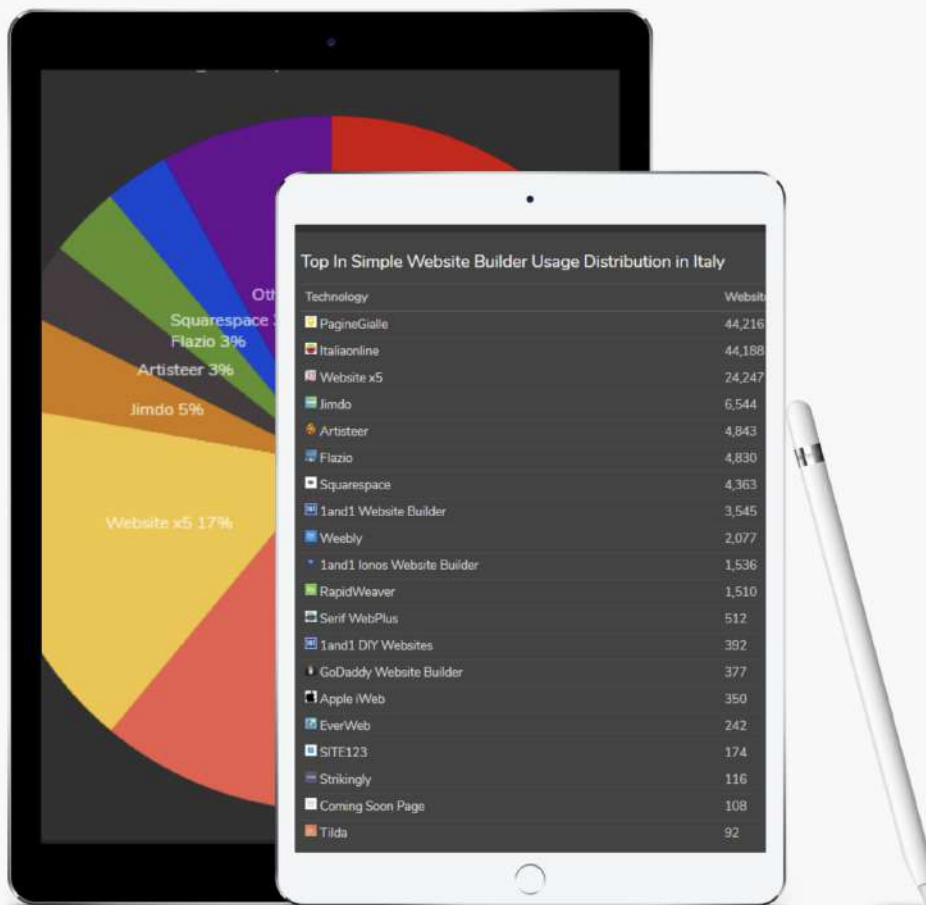 Oth
Squarespace
Flazio 3%
Artisteer 3%
Jimdo 5%
Website x5 17%
Top In Simple Website Builder Usage Distribution in Italy
Technology Websit
PagineGialle 44,216
Italiaonline 44,188
Website x5 24,247
Jimdo 6,544
Artisteer 4,843
Flazio 4,830
Squarespace 4,363
1and1 Website Builder 3,545
Weebly 2,077
1and1 Ionos Website Builder 1,536
RapidWeaver 1,510
Serif WebPlus 512
1and1 DIY Websites 392
GoDaddy Website Builder 377
Apple iWeb 350
EverWeb 242
SITE123 174
Strikingly 116
Coming Soon Page 108
Tilda 92